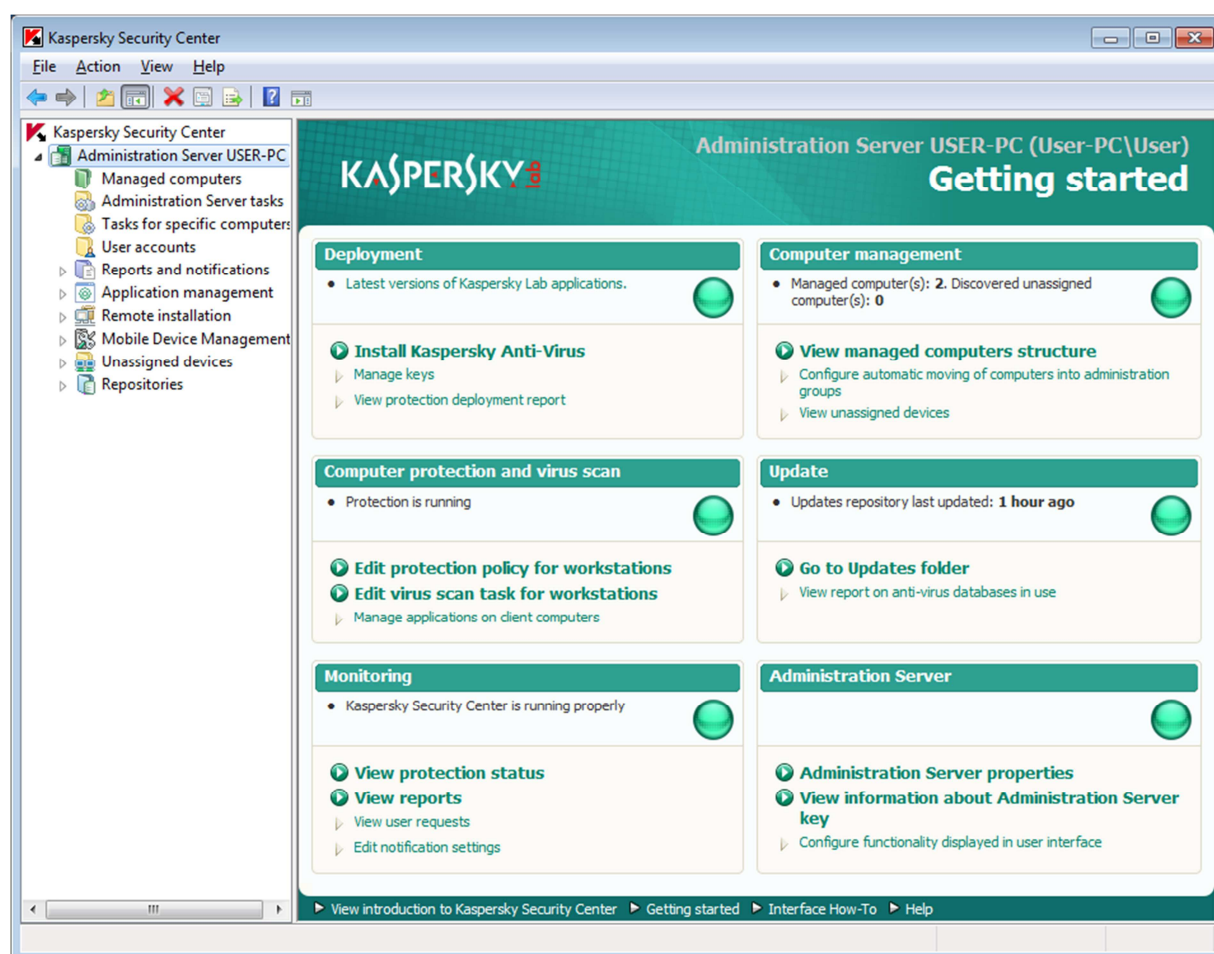 Kaspersky Security Center
File Action View Help
Kaspersky Security Center
Administration Server USER-PC
Managed computers
Administration Server tasks
Tasks for specific computers
User accounts
Reports and notifications
Application management
Remote installation
Mobile Device Management
Unassigned devices
Repositories
KASPERSKY lab
Administration Server USER-PC (User-PC\User)
Getting started
Deployment
• Latest versions of Kaspersky Lab applications.
Install Kaspersky Anti-Virus
Manage keys
View protection deployment report
Computer management
• Managed computer(s): 2. Discovered unassigned
computer(s): 0
View managed computers structure
Configure automatic moving of computers into administration
groups
View unassigned devices
Computer protection and virus scan
• Protection is running
Edit protection policy for workstations
Edit virus scan task for workstations
Manage applications on client computers
Update
• Updates repository last updated: 1 hour ago
Go to Updates folder
View report on anti-virus databases in use
Monitoring
• Kaspersky Security Center is running properly
View protection status
View reports
View user requests
Edit notification settings
Administration Server
Administration Server properties
View information about Administration Server
key
Configure functionality displayed in user interface
View introduction to Kaspersky Security Center Getting started Interface How-To Help